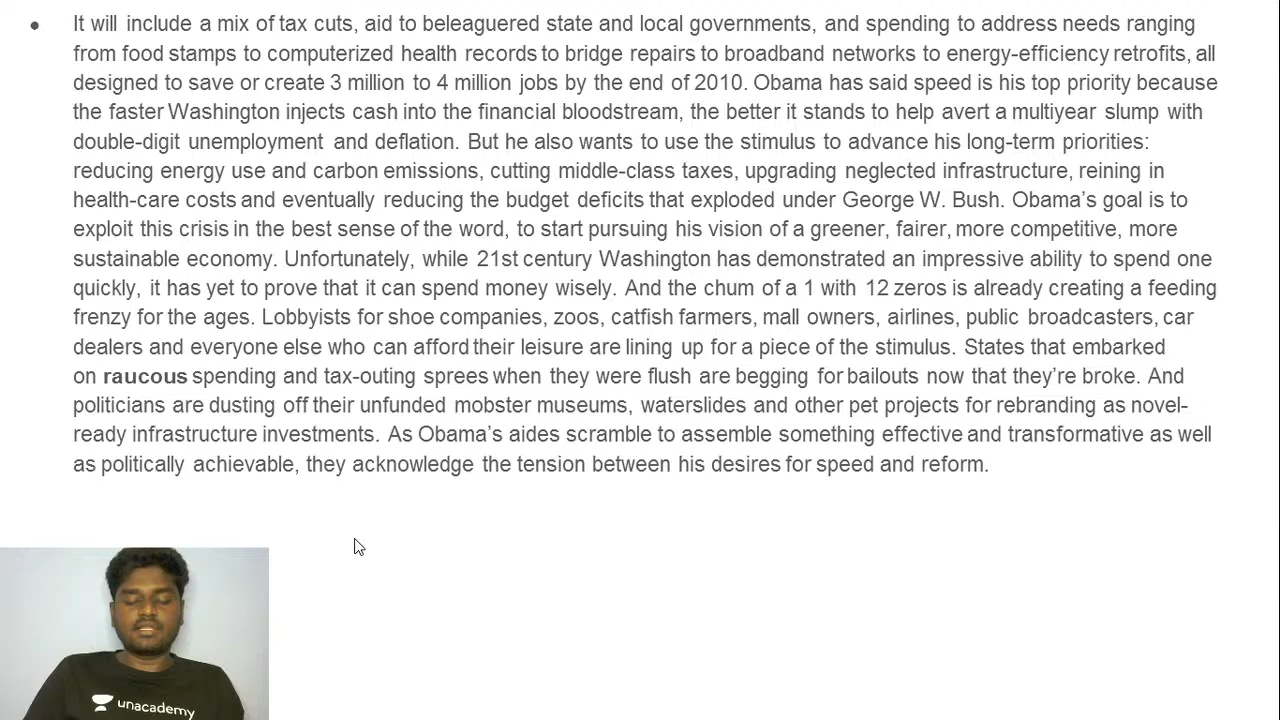 ● It will include a mix of tax cuts, aid to beleaguered state and local governments, and spending to address needs ranging
from food stamps to computerized health records to bridge repairs to broadband networks to energy-efficiency retrofits, all
designed to save or create 3 million to 4 million jobs by the end of 2010. Obama has said speed is his top priority because
the faster Washington injects cash into the financial bloodstream, the better it stands to help avert a multiyear slump with
double-digit unemployment and deflation. But he also wants to use the stimulus to advance his long-term priorities:
reducing energy use and carbon emissions, cutting middle-class taxes, upgrading neglected infrastructure, reining in
health-care costs and eventually reducing the budget deficits that exploded under George W. Bush. Obama’s goal is to
exploit this crisis in the best sense of the word, to start pursuing his vision of a greener, fairer, more competitive, more
sustainable economy. Unfortunately, while 21st century Washington has demonstrated an impressive ability to spend one
quickly, it has yet to prove that it can spend money wisely. And the chum of a 1 with 12 zeros is already creating a feeding
frenzy for the ages. Lobbyists for shoe companies, zoos, catfish farmers, mall owners, airlines, public broadcasters, car
dealers and everyone else who can afford their leisure are lining up for a piece of the stimulus. States that embarked
on raucous spending and tax-outing sprees when they were flush are begging for bailouts now that they’re broke. And
politicians are dusting off their unfunded mobster museums, waterslides and other pet projects for rebranding as novel-
ready infrastructure investments. As Obama’s aides scramble to assemble something effective and transformative as well
as politically achievable, they acknowledge the tension between his desires for speed and reform.
unacademy